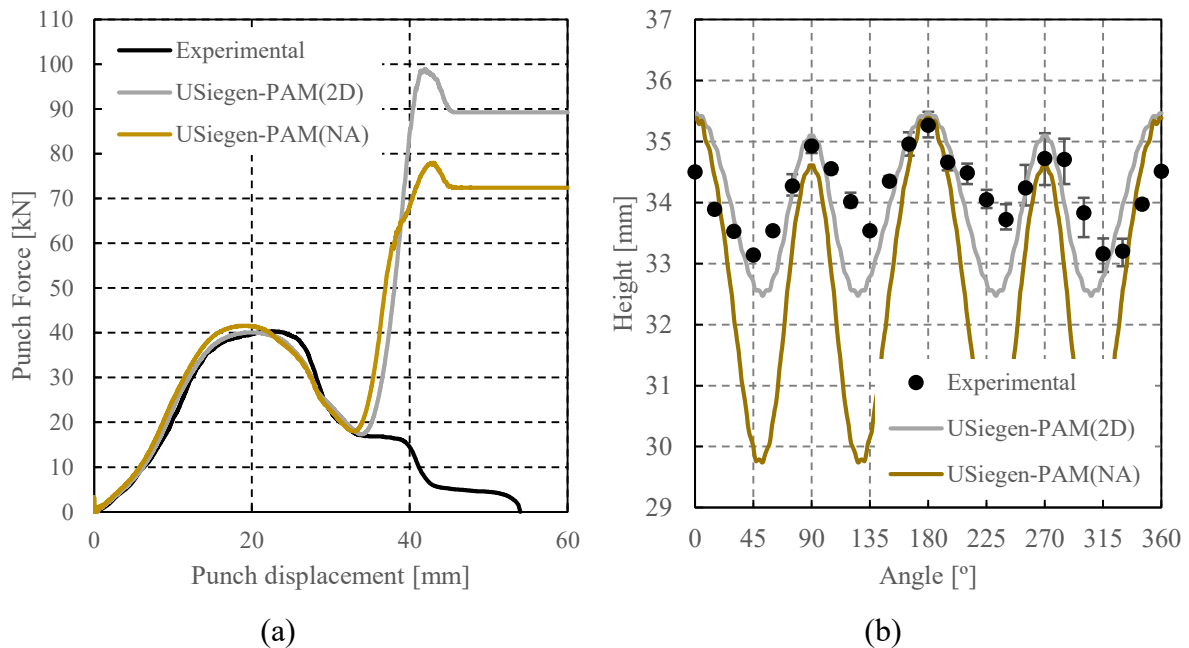 110
100
90
80
70
60
50
40
30
20
10
0
Punch Force [kN]
Experimental
USiegen-PAM(2D)
USiegen-PAM(NA)
0 20 40 60
Punch displacement [mm]
(a)
37
36
35
34
33
32
31
30
29
Height [mm]
Experimental
USiegen-PAM(2D)
USiegen-PAM(NA)
0 45 90 135 180 225 270 315 360
Angle [º]
(b)